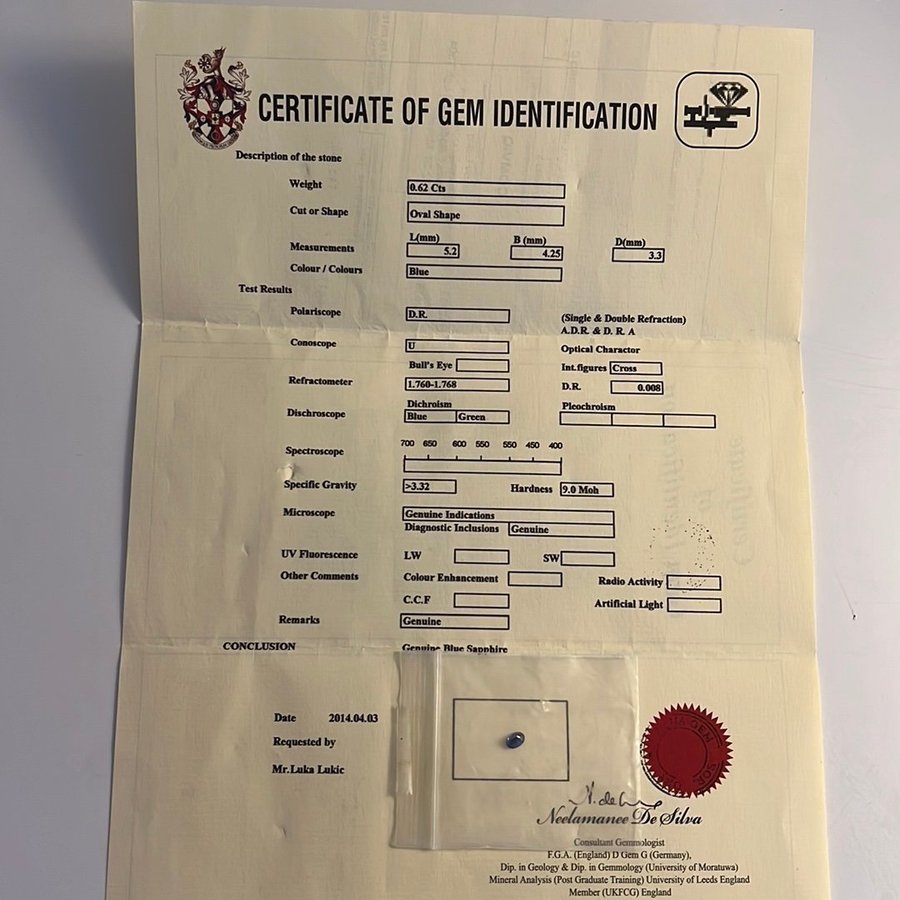 CERTIFICATE OF GEM IDENTIFICATION
Description of the stone
Weight 0.62 Cts
Cut or Shape Oval Shape
L(mm) B (mm) D(mm)
Measurements 5.2 4.25 3.3
Colour / Colours Blue
Test Results
Polariscope D.R. (Single & Double Refraction)
A.D.R. & D. R. A
Conoscope U Optical Charactor
Bull's Eye Int.figures Cross
Refractometer 1.760-1.768 D.R. 0.008
Dichroism Pleochroism
Dischroscope Blue Green
700 650 600 550 550 450 400
Spectroscope
Specific Gravity >3.32 Hardness 9.0 Moh
Microscope Genuine Indications
Diagnostic Inclusions Genuine
UV Fluorescence LW SW
Other Comments Colour Enhancement Radio Activity
C.C.F Artificial Light
Remarks Genuine
CONCLUSION Genuine Blue Sapphire
Date 2014.04.03
Requested by
Mr.Luka Lukic
Neelamanee De Silva
Consultant Gemmologist
F.G.A. (England) D Gem G (Germany),
Dip. in Geology & Dip. in Gemmology (University of Moratuwa)
Mineral Analysis (Post Graduate Training) University of Leeds England
Member (UKFCG) England